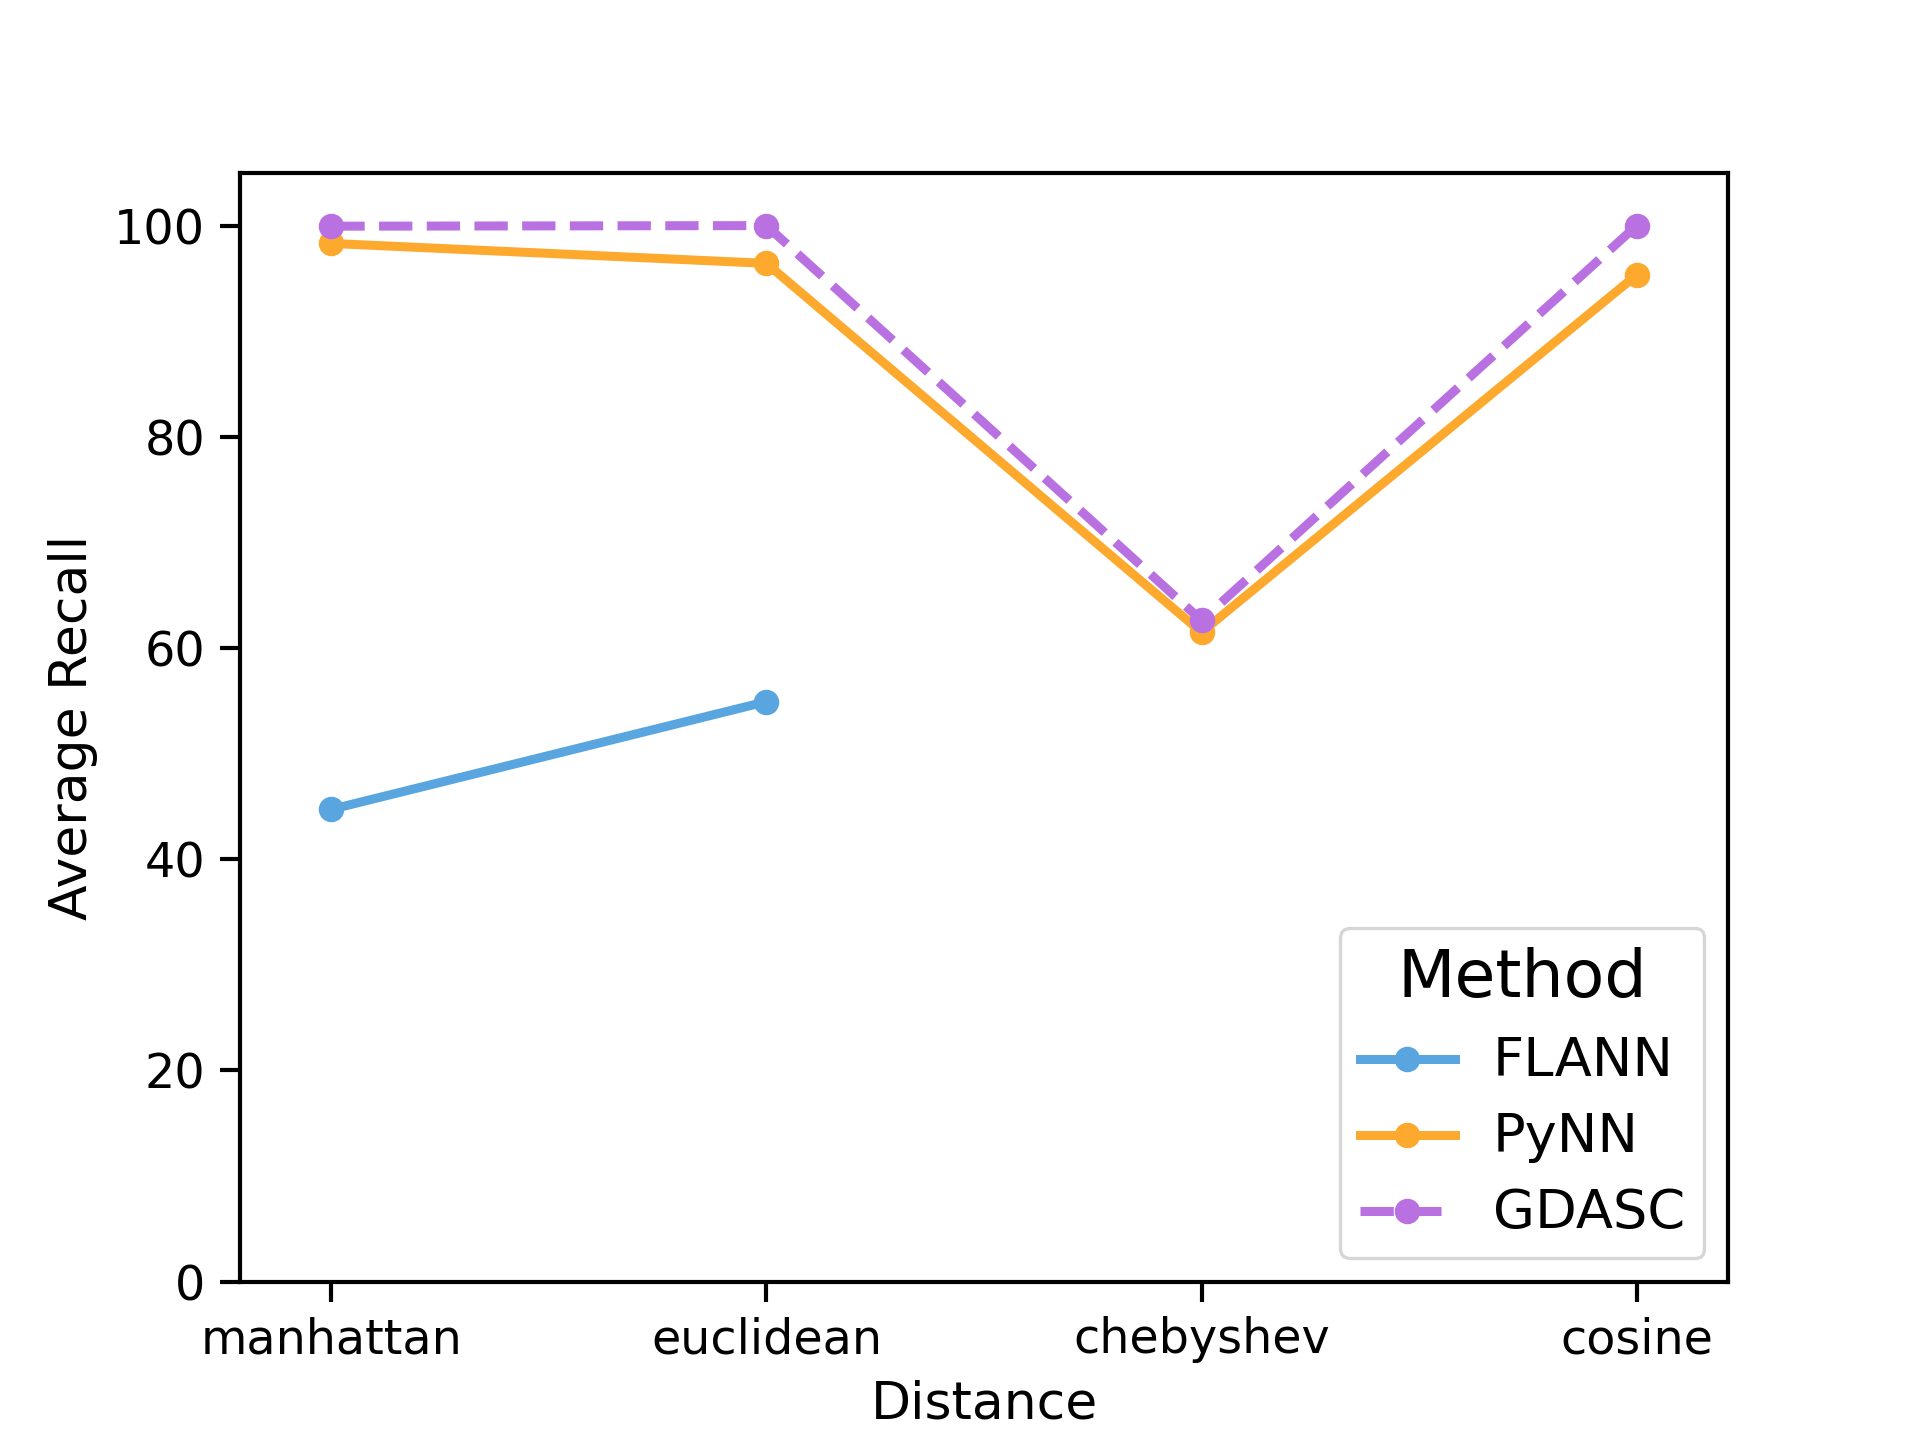 100
80
60
40
20
0
Average Recall
manhattan euclidean chebyshev cosine
Distance
Method
FLANN
PyNN
GDASC